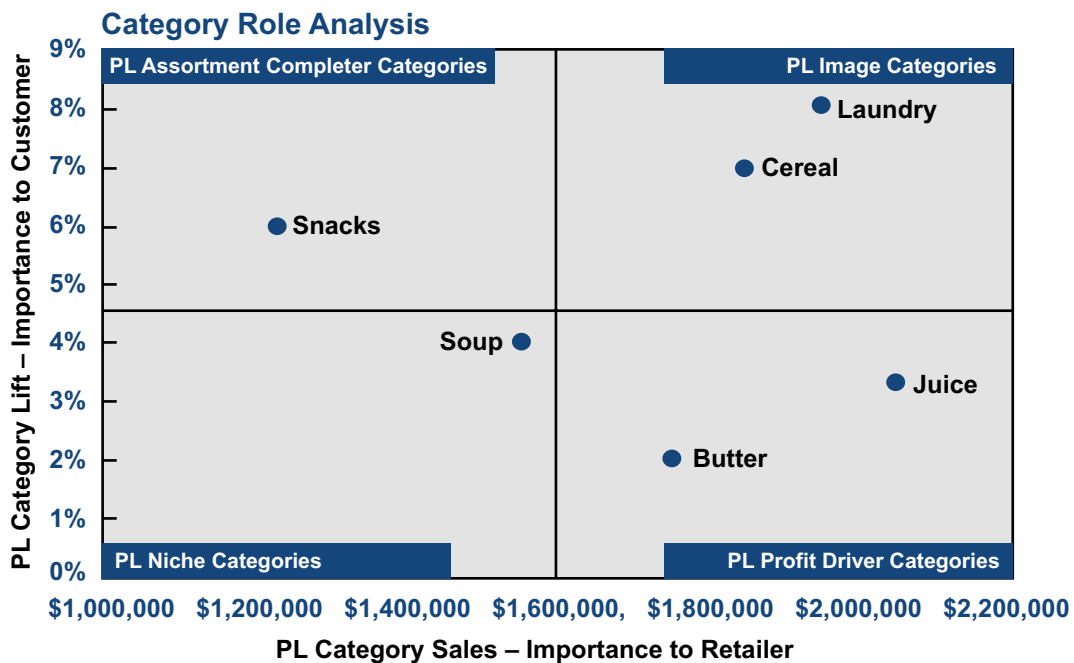 Category Role Analysis
PL Category Lift – Importance to Customer
9%
PL Assortment Completer Categories
PL Image Categories
8%
Laundry
7%
Cereal
6%
Snacks
5%
4%
Soup
3%
Juice
2%
Butter
1%
0%
PL Niche Categories
PL Profit Driver Categories
$1,000,000 $1,200,000 $1,400,000 $1,600,000, $1,800,000 $2,000,000 $2,200,000
PL Category Sales – Importance to Retailer